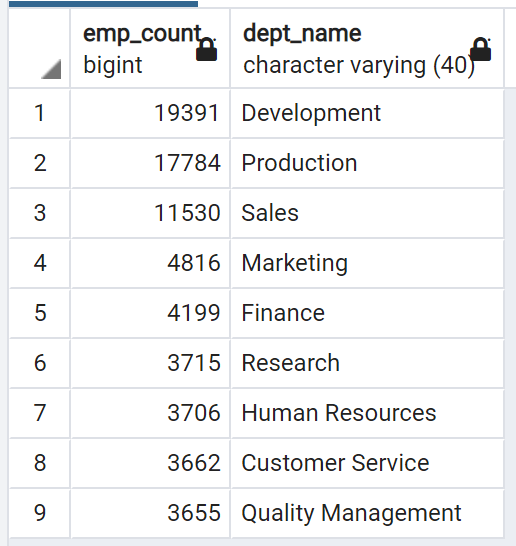 emp_count dept_name
bigint character varying (40)
1 19391 Development
2 17784 Production
3 11530 Sales
4 4816 Marketing
5 4199 Finance
6 3715 Research
7 3706 Human Resources
8 3662 Customer Service
9 3655 Quality Management